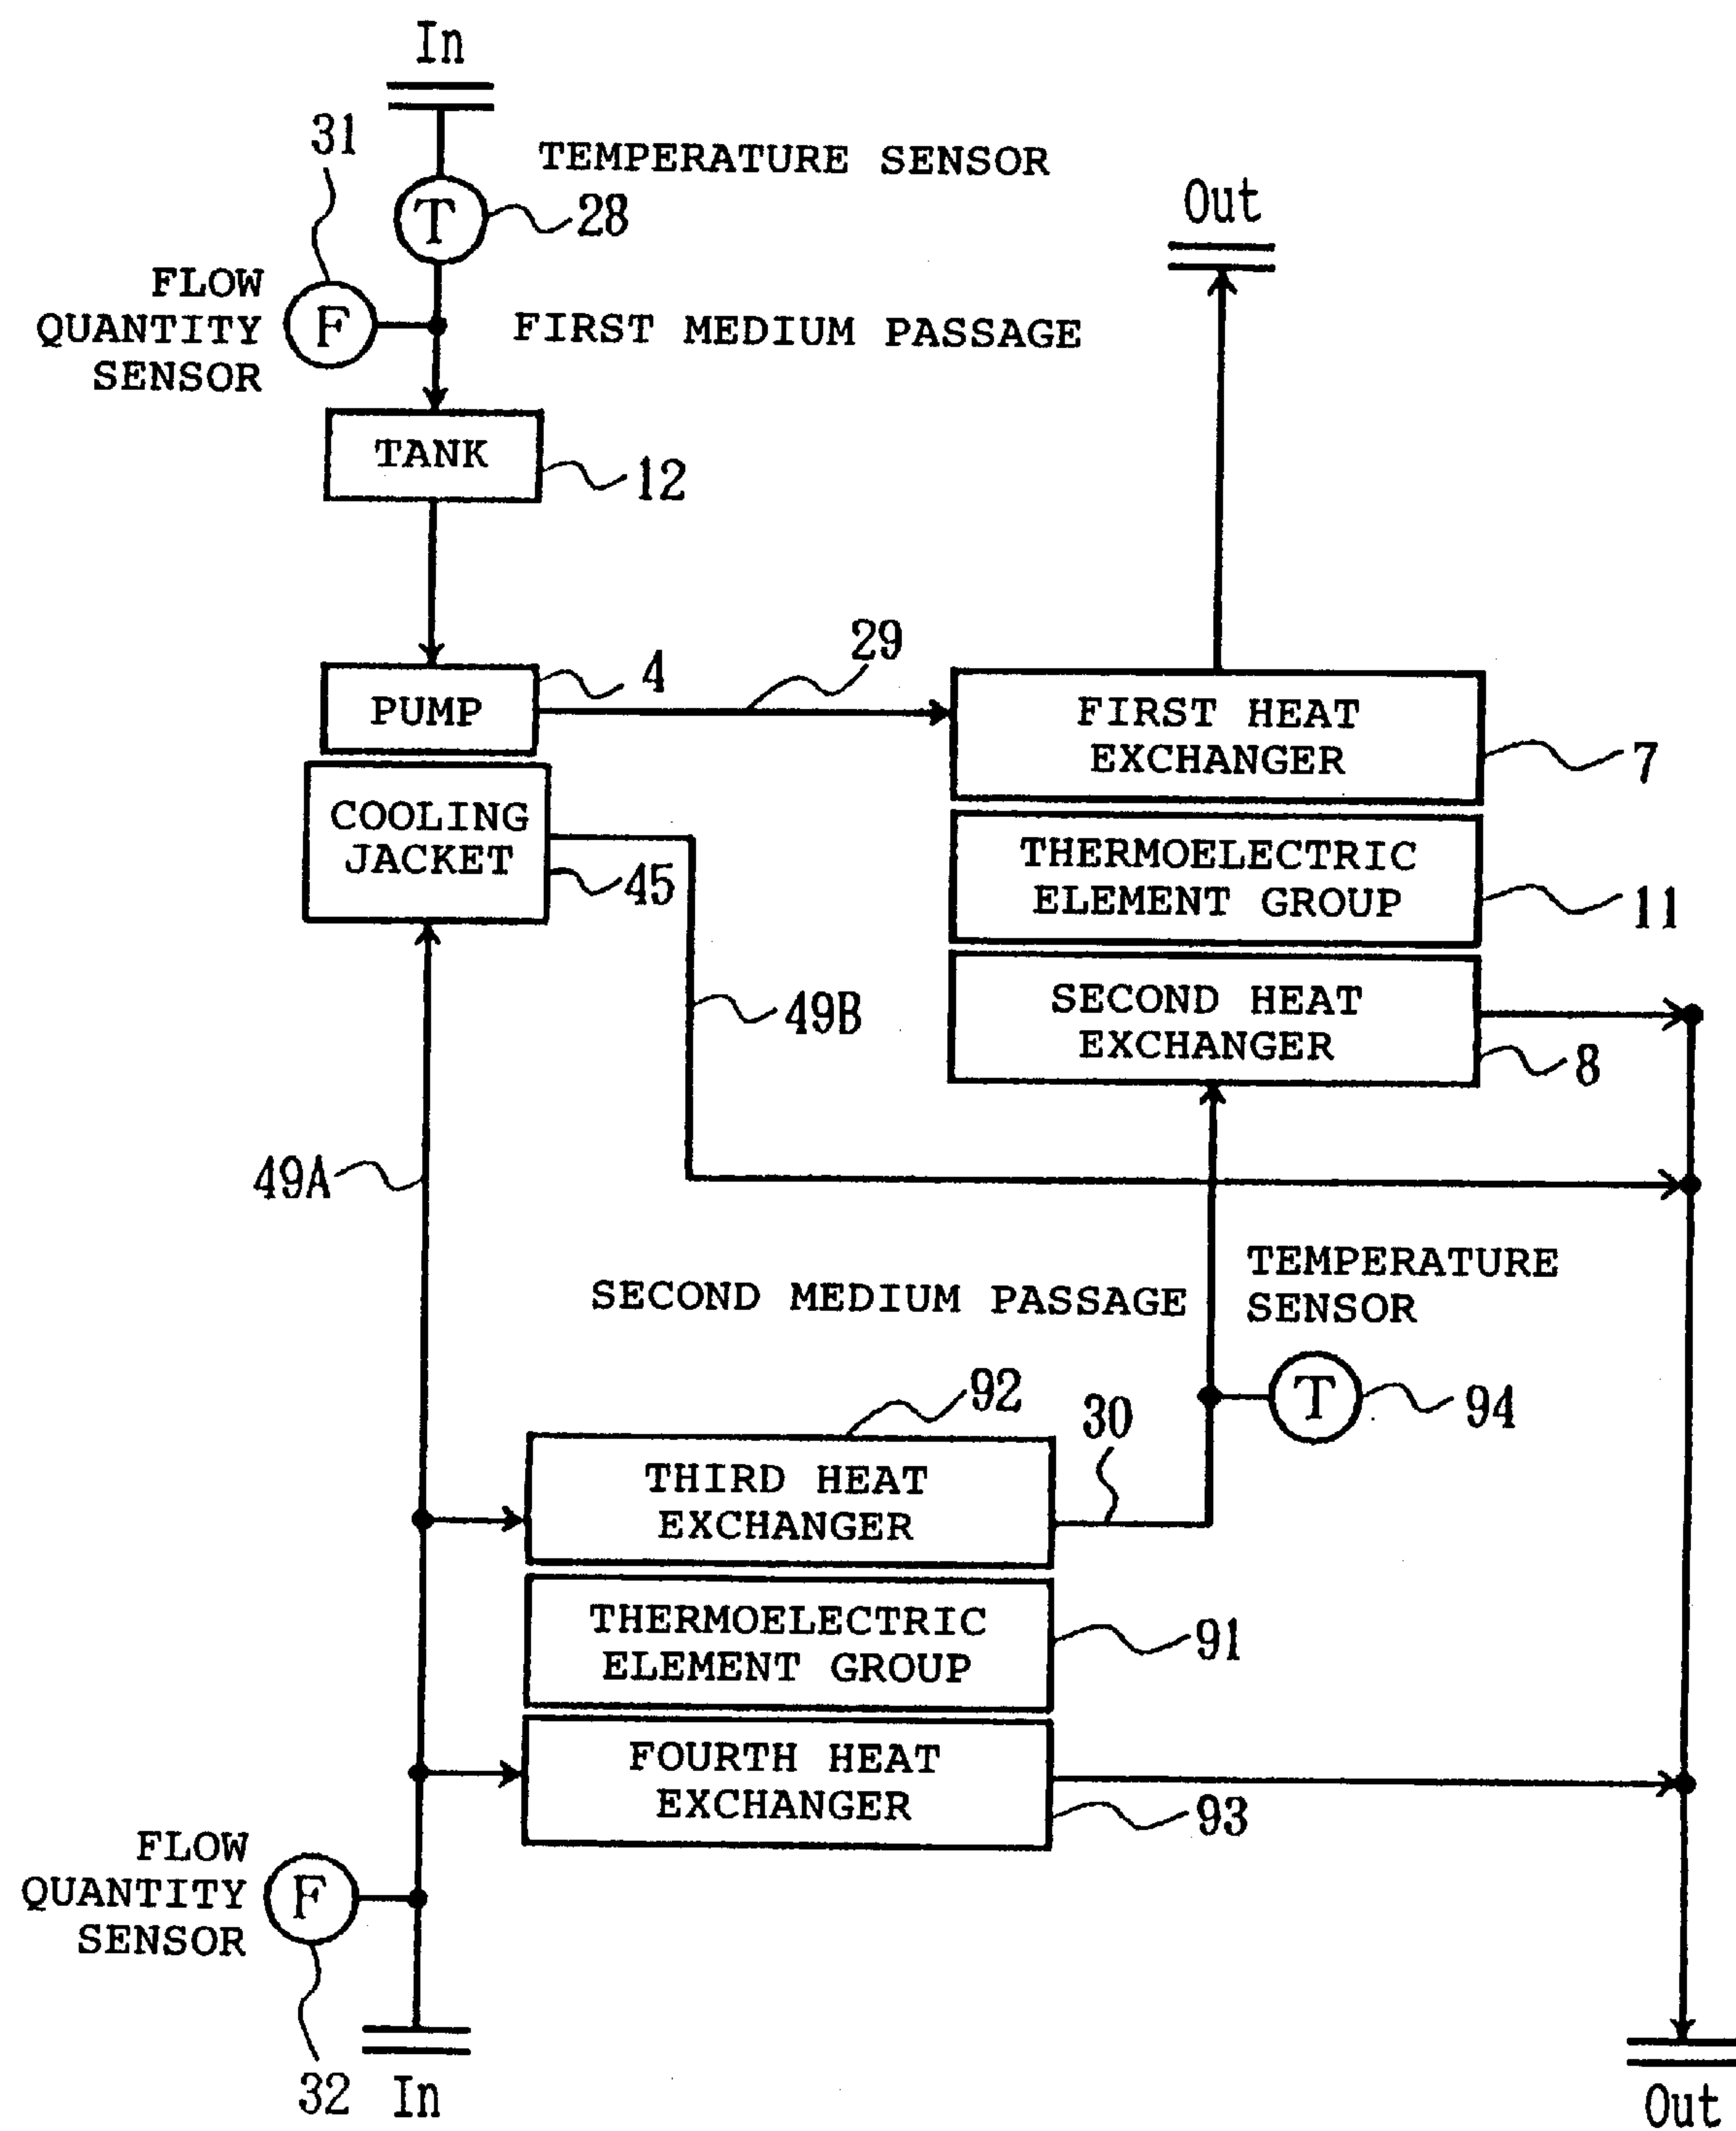 In
31
TEMPERATURE SENSOR
T
28
Out
FLOW
QUANTITY
SENSOR
F
FIRST MEDIUM PASSAGE
TANK
12
29
4
PUMP
FIRST HEAT
EXCHANGER
7
COOLING
JACKET
45
THERMOELECTRIC
ELEMENT GROUP
11
49B
SECOND HEAT
EXCHANGER
8
49A
TEMPERATURE
SENSOR
SECOND MEDIUM PASSAGE
92
30
T
94
THIRD HEAT
EXCHANGER
THERMOELECTRIC
ELEMENT GROUP
91
FOURTH HEAT
EXCHANGER
93
FLOW
QUANTITY
SENSOR
F
32
In
Out